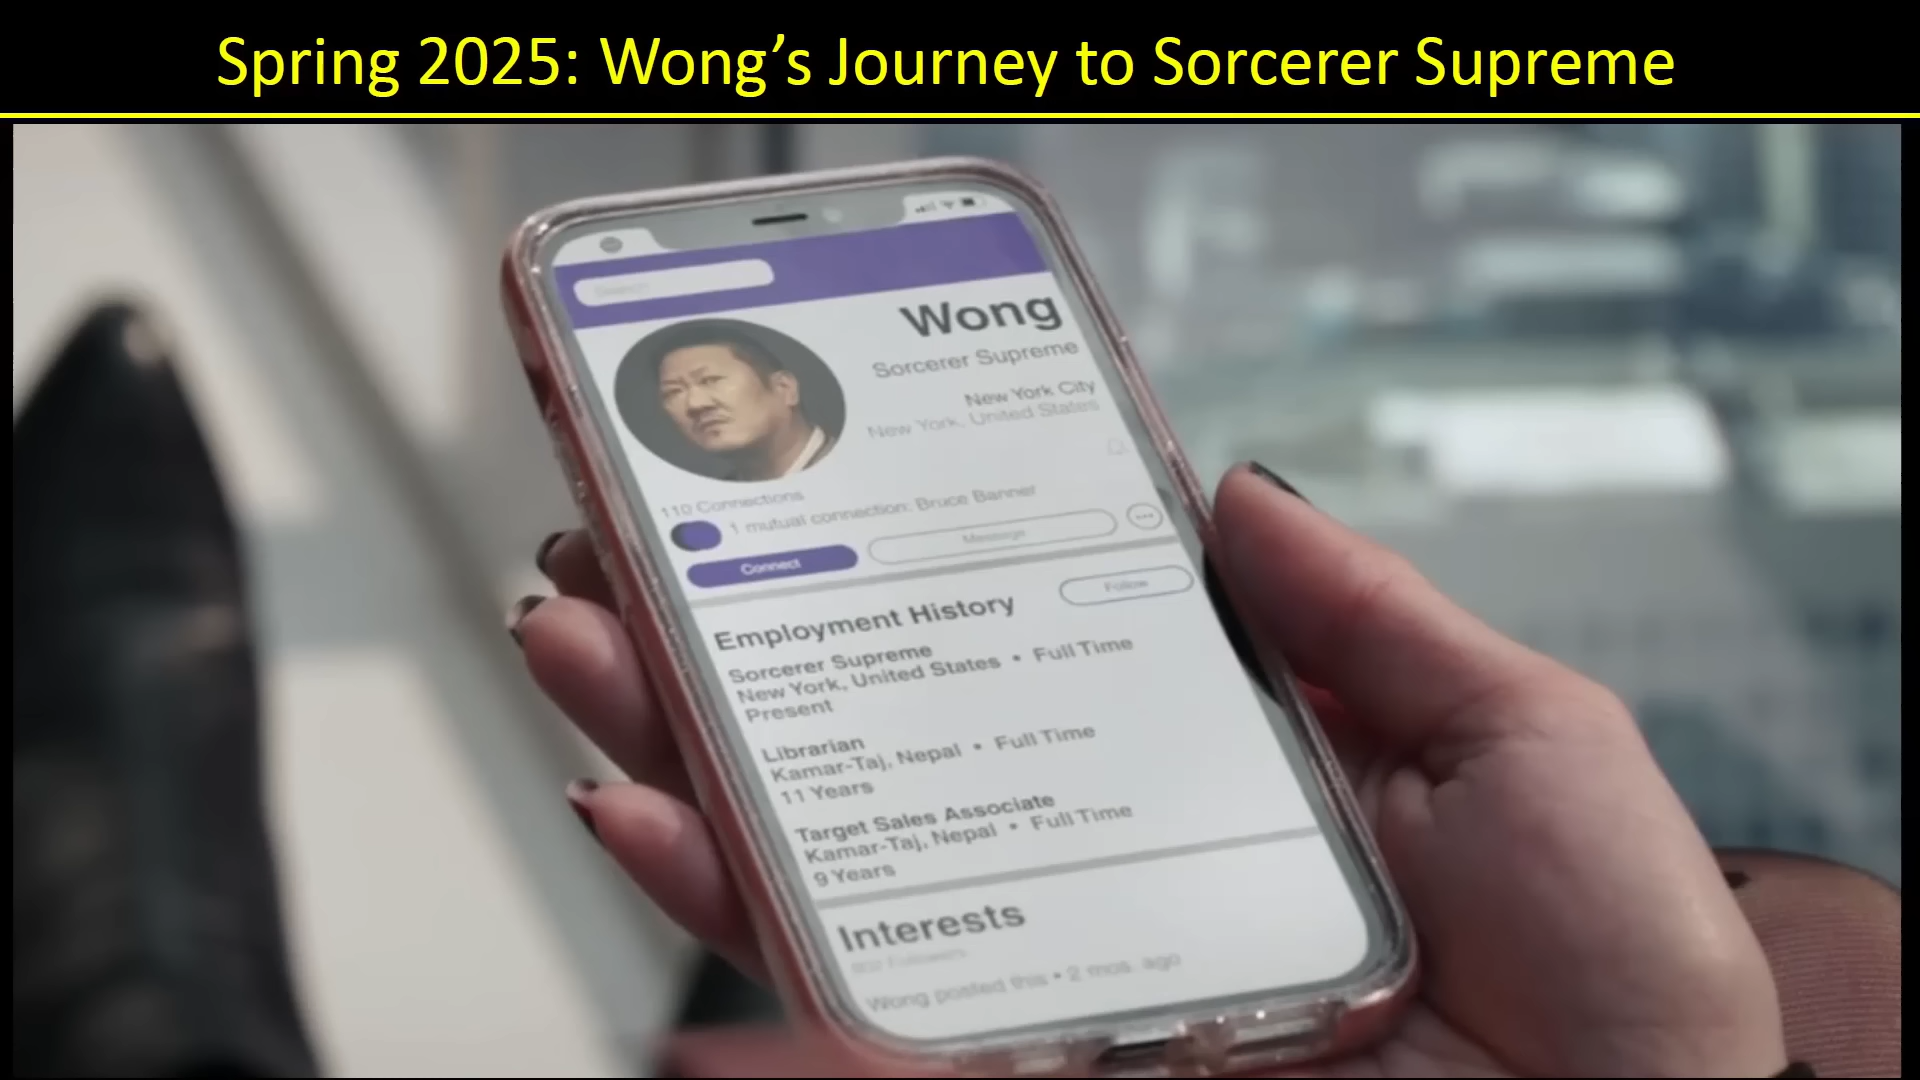 Spring 2025: Wong’s Journey to Sorcerer Supreme
Search
Wong
Sorcerer Supreme
New York City
New York, United States
110 Connections
1 mutual connection: Bruce Banner
Connect
Message
Follow
Employment History
Sorcerer Supreme
New York, United States • Full Time
Present
Librarian
Kamar-Taj, Nepal • Full Time
11 Years
Target Sales Associate
Kamar-Taj, Nepal • Full Time
9 Years
Interests
Followers
Wong posted this • 2 mos. ago